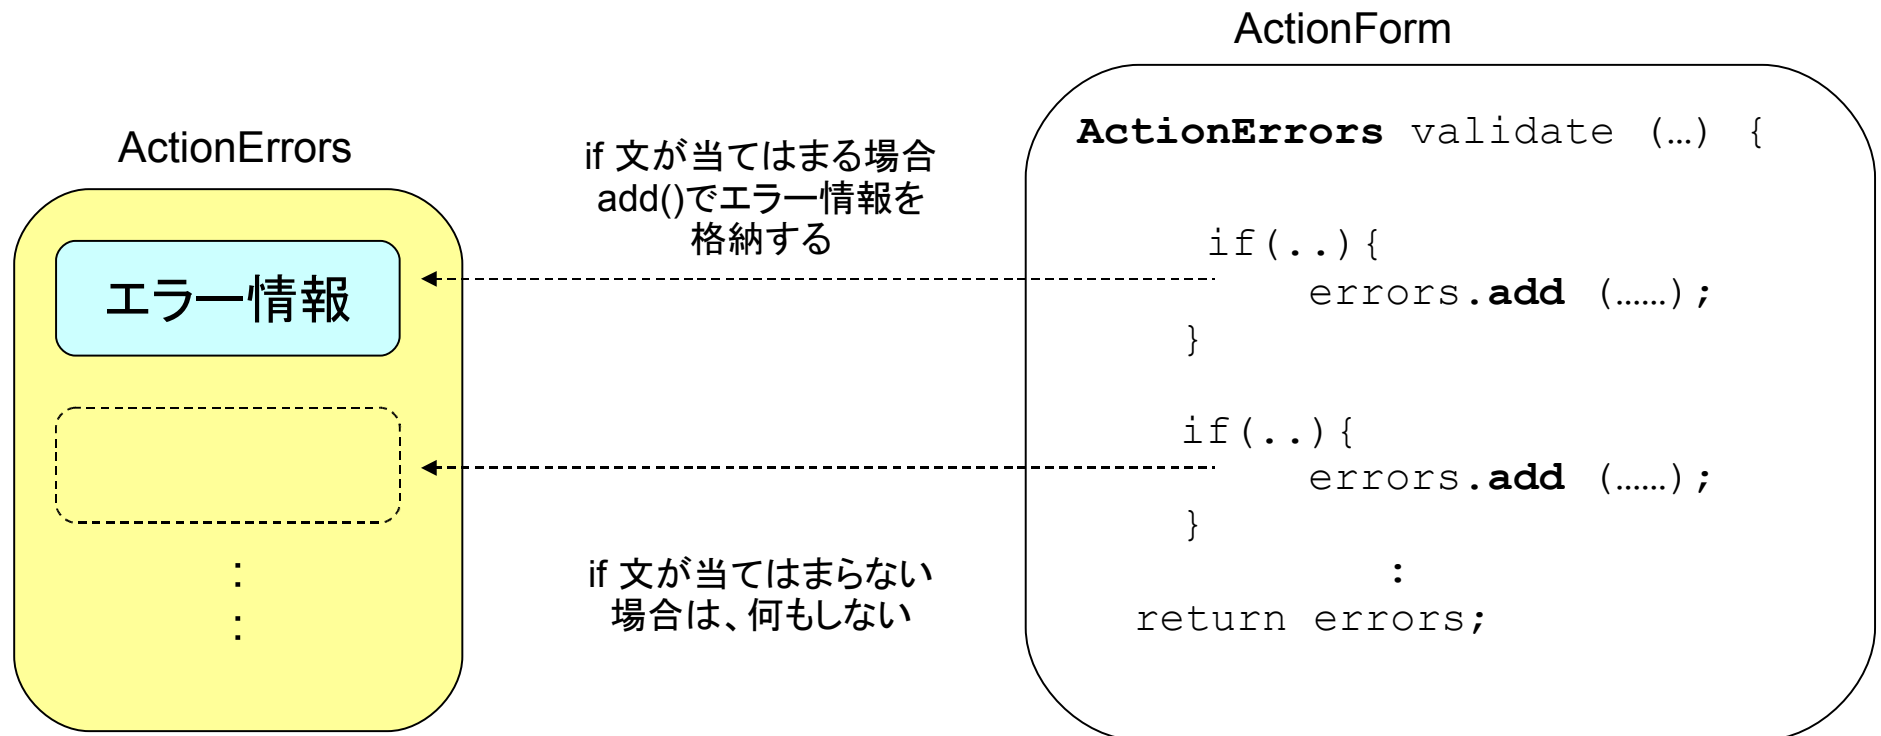 ActionErrors
エラー情報
:
:
if 文が当てはまる場合
add()でエラー情報を
格納する
if 文が当てはまらない
場合は、何もしない
ActionForm
ActionErrors validate (…) {
if(..){
errors.add (……);
}
if(..){
errors.add (……);
}
:
return errors;